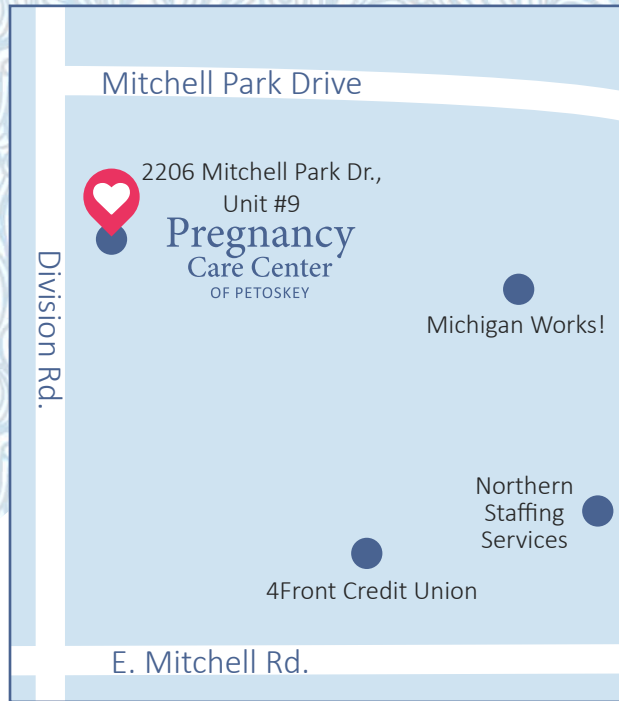 Mitchell Park Drive
2206 Mitchell Park Dr.,
Unit #9
Pregnancy
Care Center
OF PETOSKEY
Division Rd.
Michigan Works!
Northern
Staffing
Services
4Front Credit Union
E. Mitchell Rd.